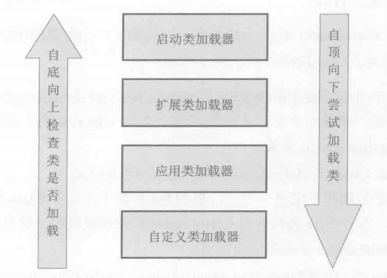 自底向上检查类是否加载
启动类加载器
扩展类加载器
应用类加载器
自定义类加载器
自顶向下尝试加载类